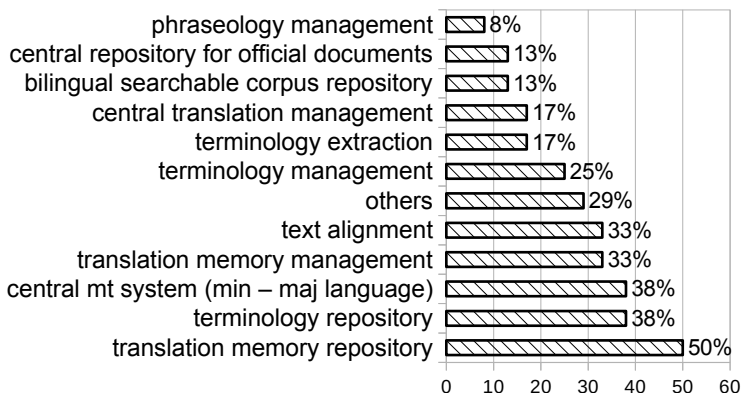 phraseology management 8%
central repository for official documents 13%
bilingual searchable corpus repository 13%
central translation management 17%
terminology extraction 17%
terminology management 25%
others 29%
text alignment 33%
translation memory management 33%
central mt system (min – maj language) 38%
terminology repository 38%
translation memory repository 50%
0 10 20 30 40 50 60